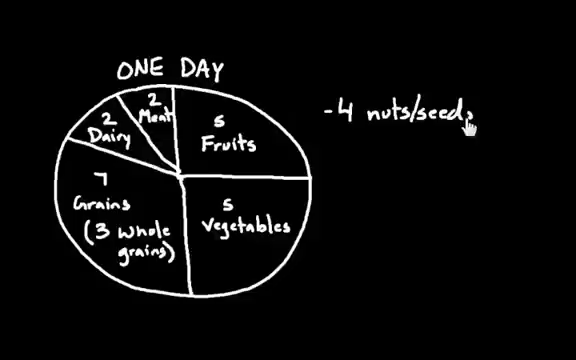 ONE DAY
2
Meat
2
Dairy
5
Fruits
- 4 nuts/seeds
7
Grains
(3 whole
grains)
5
Vegetables